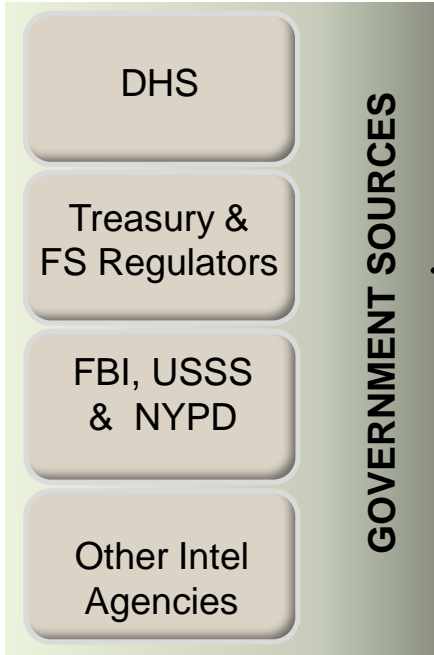 DHS
Treasury &
FS Regulators
FBI, USSS
& NYPD
Other Intel
Agencies
GOVERNMENT SOURCES